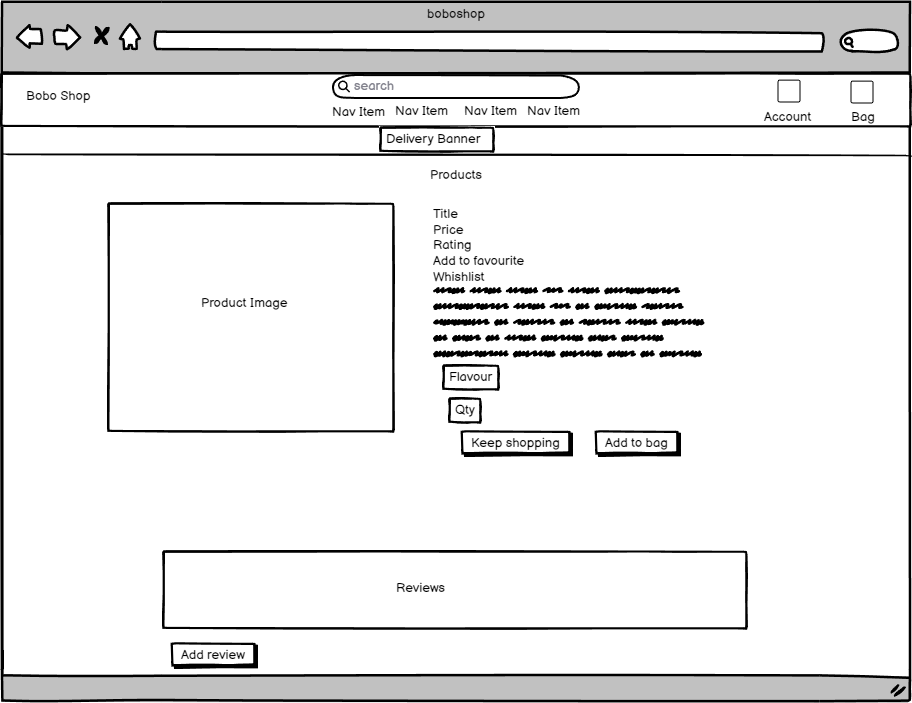 boboshop
search
Bobo Shop
Nav Item Nav Item Nav Item Nav Item
Account Bag
Delivery Banner
Products
Title
Price
Rating
Add to favourite
Whishlist
Product Image
Flavour
Qty
Keep shopping Add to bag
Reviews
Add review